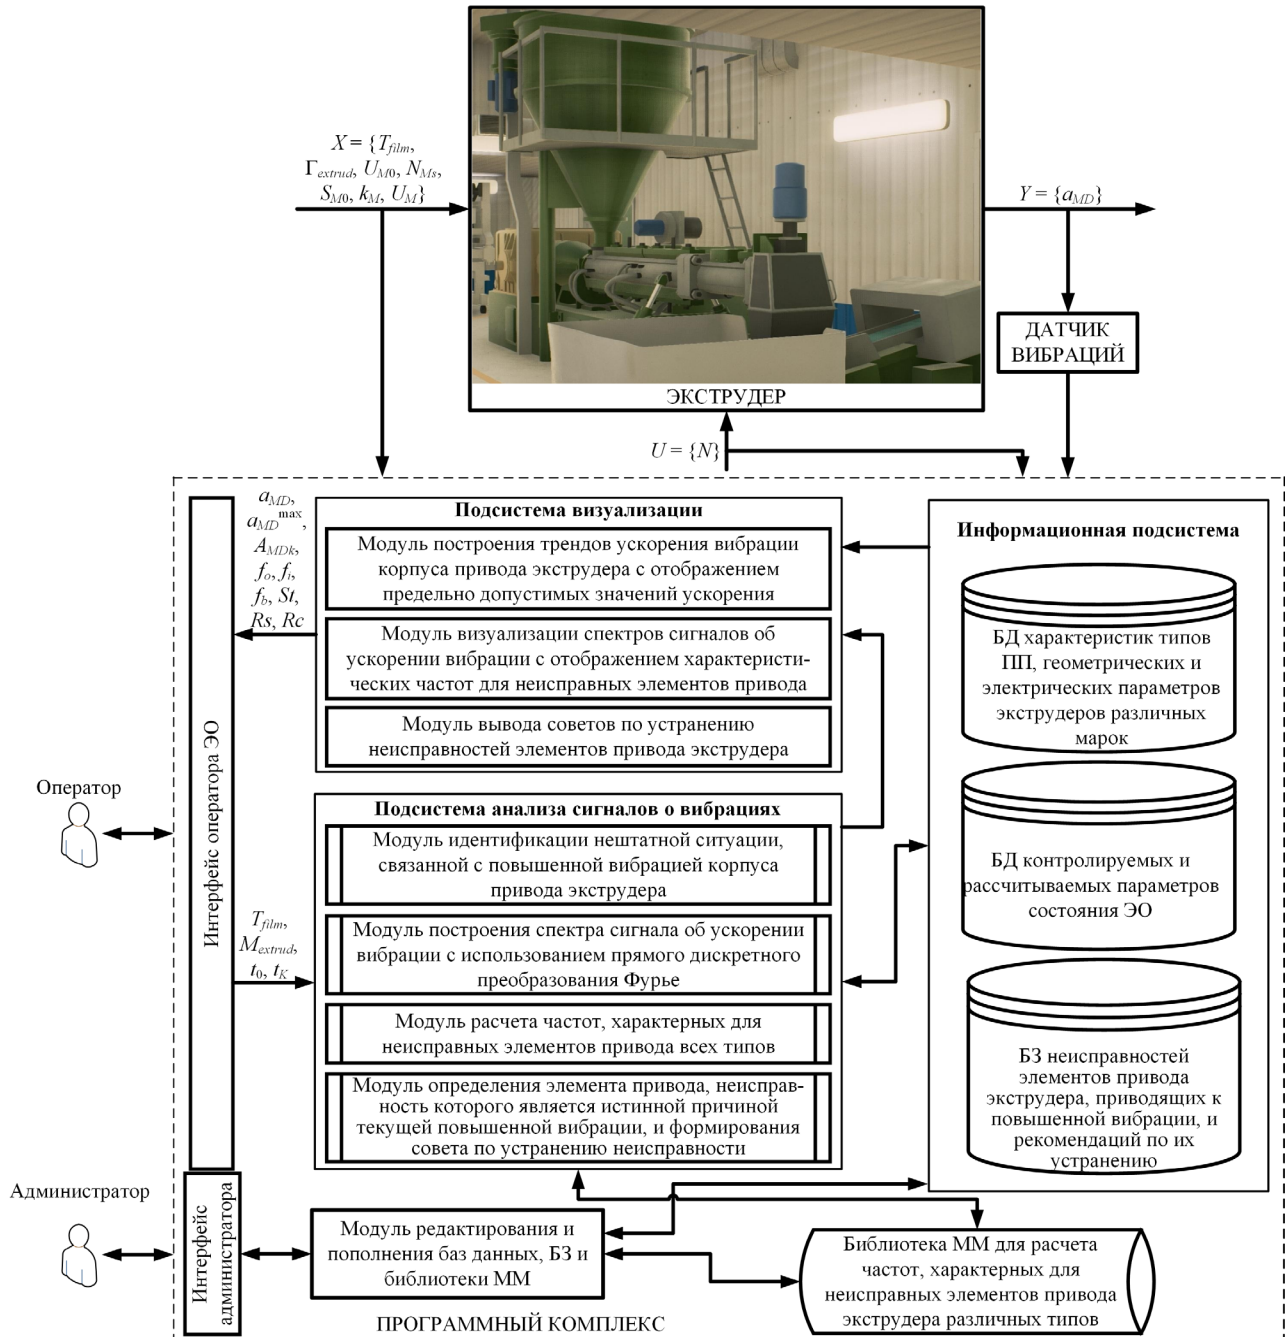 X = {T_film,
Γ_extrud, U_M0, N_Ms,
S_M0, k_M, U_M}
Y = {a_MD}
ДАТЧИК
ВИБРАЦИЙ
ЭКСТРУДЕР
U = {N}
a_MD,
a_MD^max,
A_MDk,
f_o, f_i,
f_b, St,
Rs, Rc
Подсистема визуализации
Модуль построения трендов ускорения вибрации
корпуса привода экструдера с отображением
предельно допустимых значений ускорения
Модуль визуализации спектров сигналов об
ускорении вибрации с отображением характеристи-
ческих частот для неисправных элементов привода
Модуль вывода советов по устранению
неисправностей элементов привода экструдера
Информационная подсистема
БД характеристик типов
ПП, геометрических и
электрических параметров
экструдеров различных
марок
БД контролируемых и
рассчитываемых параметров
состояния ЭО
БЗ неисправностей
элементов привода
экструдера, приводящих к
повышенной вибрации, и
рекомендаций по их
устранению
Оператор
Интерфейс оператора ЭО
T_film,
M_extrud,
t_0, t_K
Подсистема анализа сигналов о вибрациях
Модуль идентификации нештатной ситуации,
связанной с повышенной вибрацией корпуса
привода экструдера
Модуль построения спектра сигнала об ускорении
вибрации с использованием прямого дискретного
преобразования Фурье
Модуль расчета частот, характерных для
неисправных элементов привода всех типов
Модуль определения элемента привода, неисправ-
ность которого является истинной причиной
текущей повышенной вибрации, и формирования
совета по устранению неисправности
Администратор
Интерфейс
администратора
Модуль редактирования и
пополнения баз данных, БЗ и
библиотеки ММ
Библиотека ММ для расчета
частот, характерных для
неисправных элементов привода
экструдера различных типов
ПРОГРАММНЫЙ КОМПЛЕКС